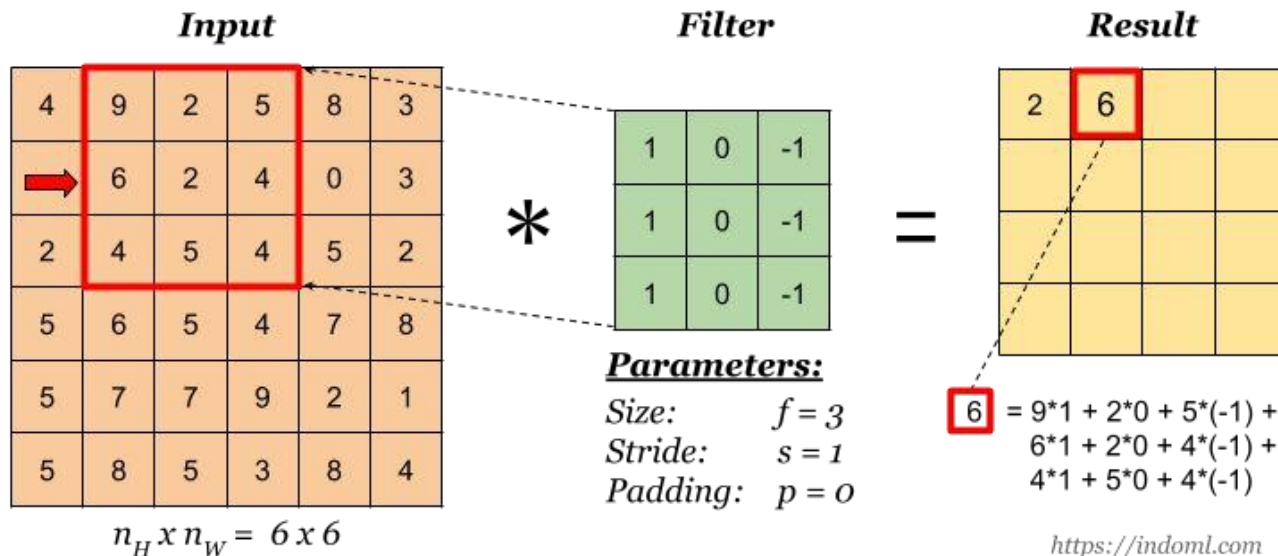 Input
Filter
Result
4 9 2 5 8 3
6 2 4 0 3
2 4 5 4 5 2
5 6 5 4 7 8
5 7 7 9 2 1
5 8 5 3 8 4
n_H x n_W = 6 x 6
*
1 0 -1
1 0 -1
1 0 -1
Parameters:
Size: f = 3
Stride: s = 1
Padding: p = 0
=
2 6
6 = 9*1 + 2*0 + 5*(-1) +
6*1 + 2*0 + 4*(-1) +
4*1 + 5*0 + 4*(-1)
https://indoml.com